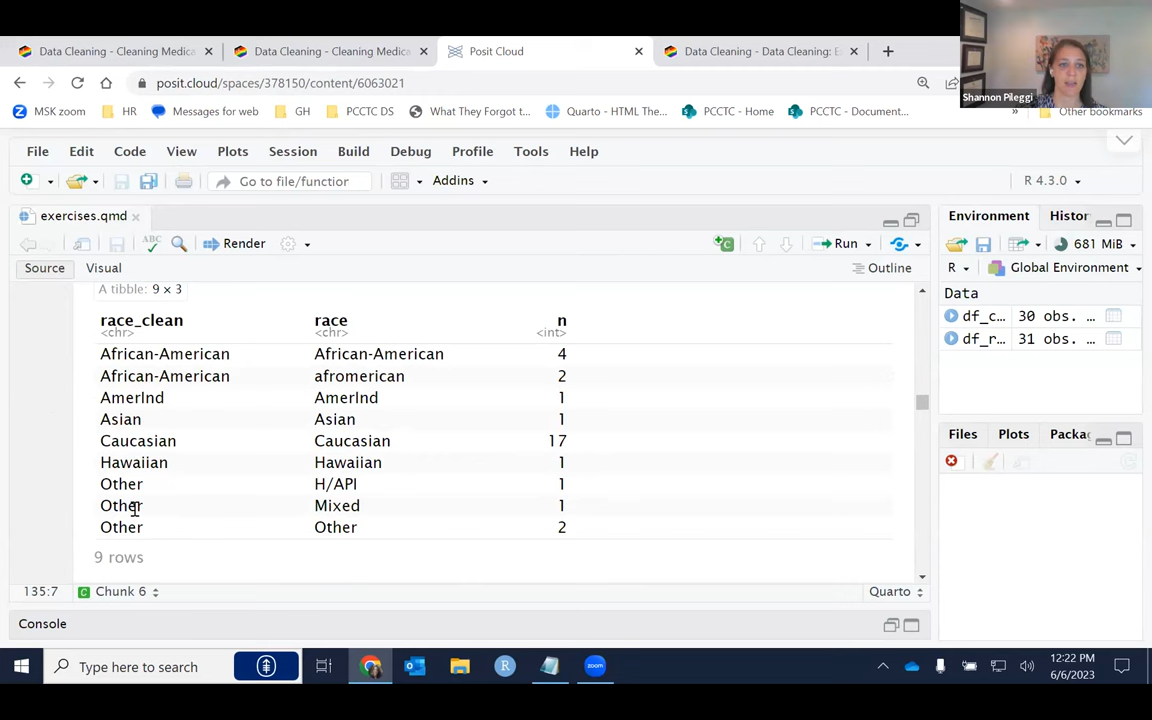 Data Cleaning - Cleaning Medica
Data Cleaning - Cleaning Medica
Posit Cloud
Data Cleaning - Data Cleaning: E
posit.cloud/spaces/378150/content/6063021
Shannon Pileggi
MSK zoom
HR
Messages for web
GH
PCCTC DS
What They Forgot t...
Quarto - HTML The...
PCCTC - Home
PCCTC - Document...
»
Other bookmarks
File Edit Code View Plots Session Build Debug Profile Tools Help
Go to file/function
Addins
R 4.3.0
exercises.qmd
Environment
Histor
ABC
Render
Run
681 MiB
Source
Visual
Outline
R
Global Environment
Data
A tibble: 9 × 3
race_clean race n
<chr> <chr> <int>
African-American African-American 4
African-American afromerican 2
AmerInd AmerInd 1
Asian Asian 1
Caucasian Caucasian 17
Hawaiian Hawaiian 1
Other H/API 1
Other Mixed 1
Other Other 2
9 rows
df_c... 30 obs. ...
df_r... 31 obs. ...
Files
Plots
Packa
135:7
Chunk 6
Quarto
Console
Type here to search
R
zoom
12:22 PM
6/6/2023